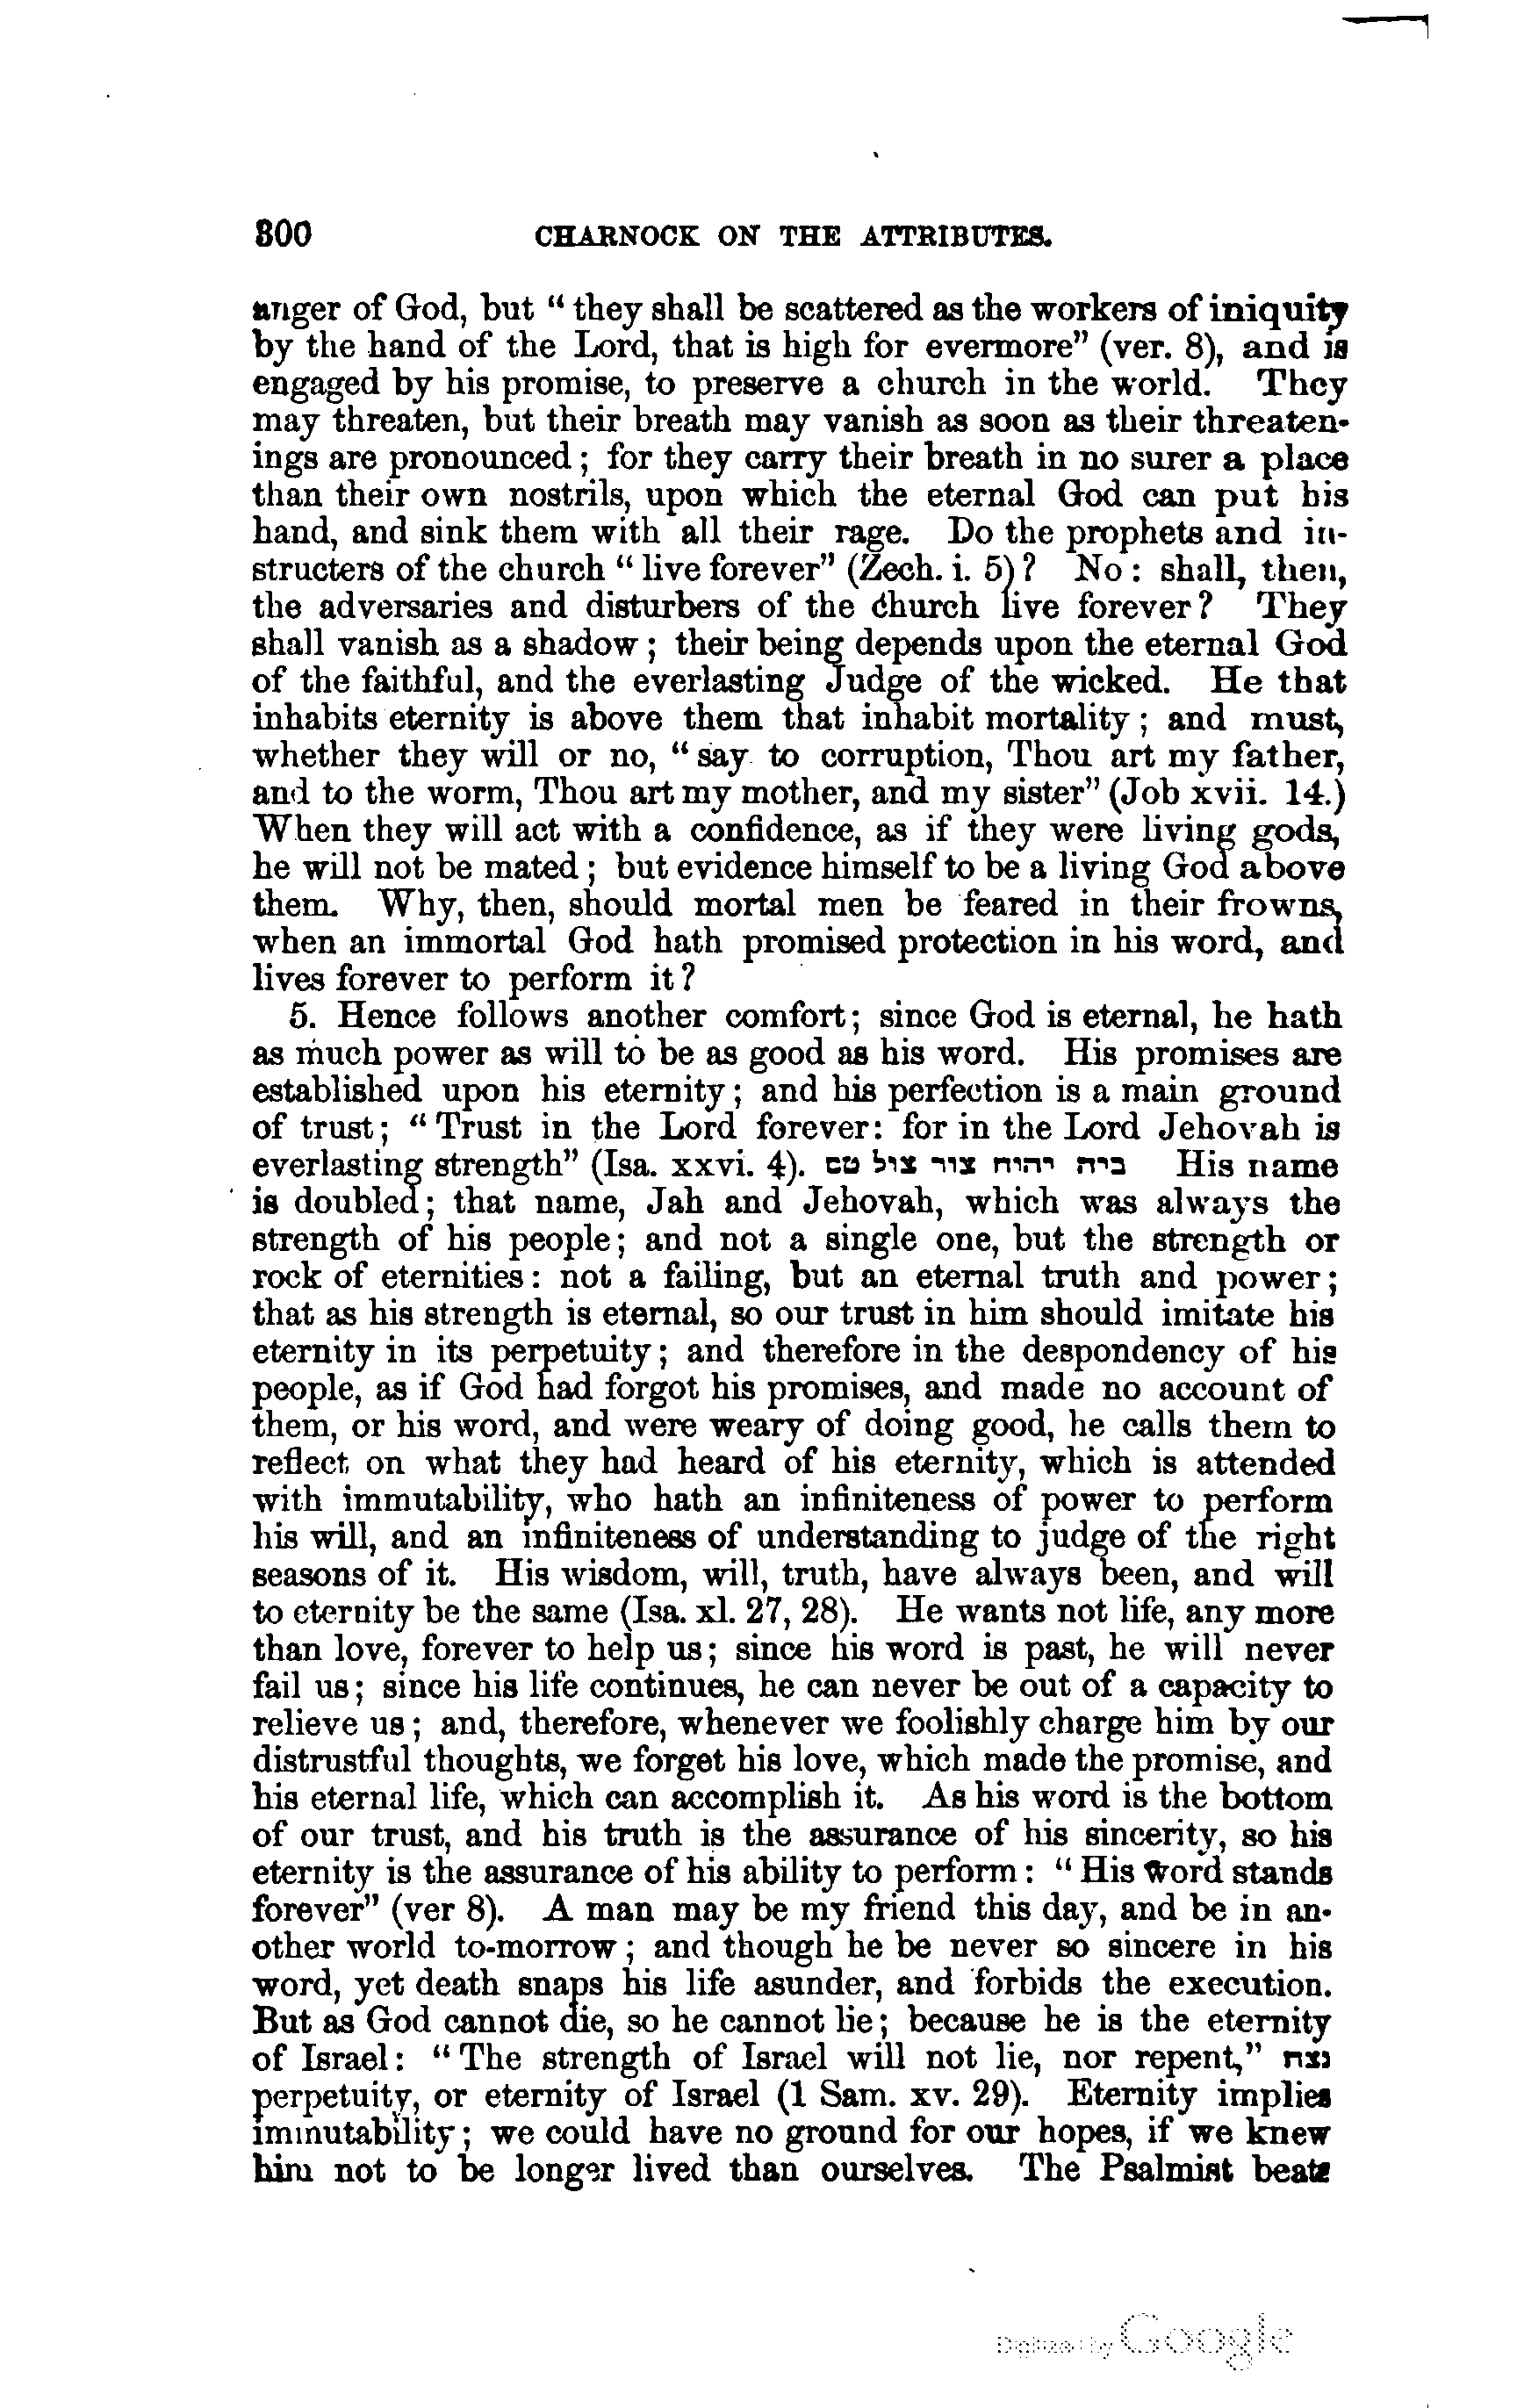 300 CHARNOCK ON THE ATTRIBUTES.
anger of God, but “ they shall be scattered as the workers of iniquity
by the hand of the Lord, that is high for evermore” (ver. 8), and is
engaged by his promise, to preserve a church in the world. They
may threaten, but their breath may vanish as soon as their threaten-
ings are pronounced ; for they carry their breath in no surer a place
than their own nostrils, upon which the eternal God can put his
hand, and sink them with all their rage. Do the prophets and in-
structers of the church “ live forever” (Zech. i. 5) ? No : shall, then,
the adversaries and disturbers of the church live forever ? They
shall vanish as a shadow ; their being depends upon the eternal God
of the faithful, and the everlasting Judge of the wicked. He that
inhabits eternity is above them that inhabit mortality ; and must,
whether they will or no, “ say to corruption, Thou art my father,
and to the worm, Thou art my mother, and my sister” (Job xvii. 14.)
When they will act with a confidence, as if they were living gods,
he will not be mated ; but evidence himself to be a living God above
them. Why, then, should mortal men be feared in their frowns,
when an immortal God hath promised protection in his word, and
lives forever to perform it ?
5. Hence follows another comfort ; since God is eternal, he hath
as much power as will to be as good as his word. His promises are
established upon his eternity ; and his perfection is a main ground
of trust ; “ Trust in the Lord forever : for in the Lord Jehovah is
everlasting strength” (Isa. xxvi. 4). ביה יהוה צור His name
is doubled ; that name, Jah and Jehovah, which was always the
strength of his people ; and not a single one, but the strength or
rock of eternities : not a failing, but an eternal truth and power ;
that as his strength is eternal, so our trust in him should imitate his
eternity in its perpetuity ; and therefore in the despondency of his
people, as if God had forgot his promises, and made no account of
them, or his word, and were weary of doing good, he calls them to
reflect on what they had heard of his eternity, which is attended
with immutability, who hath an infiniteness of power to perform
his will, and an infiniteness of understanding to judge of the right
seasons of it. His wisdom, will, truth, have always been, and will
to eternity be the same (Isa. xl. 27, 28). He wants not life, any more
than love, forever to help us ; since his word is past, he will never
fail us ; since his life continues, he can never be out of a capacity to
relieve us ; and, therefore, whenever we foolishly charge him by our
distrustful thoughts, we forget his love, which made the promise, and
his eternal life, which can accomplish it. As his word is the bottom
of our trust, and his truth is the assurance of his sincerity, so his
eternity is the assurance of his ability to perform : “ His word stands
forever” (ver 8). A man may be my friend this day, and be in an-
other world to-morrow ; and though he be never so sincere in his
word, yet death snaps his life asunder, and forbids the execution.
But as God cannot die, so he cannot lie ; because he is the eternity
of Israel : “ The strength of Israel will not lie, nor repent,” נצח
perpetuity, or eternity of Israel (1 Sam. xv. 29). Eternity implies
immutability ; we could have no ground for our hopes, if we knew
him not to be longer lived than ourselves. The Psalmist beats
Digitized by Google